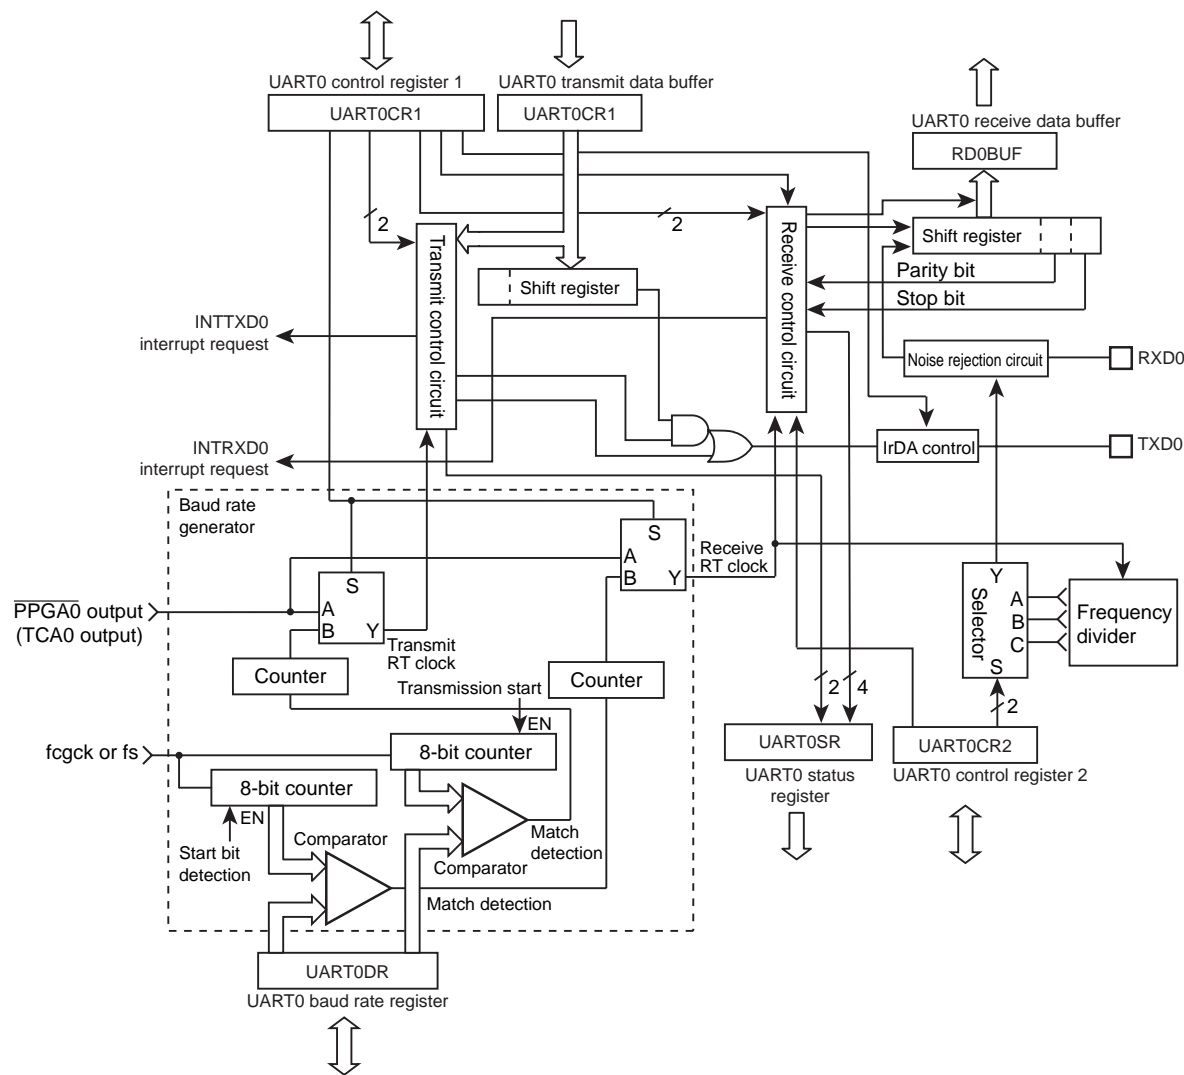 UART0 control register 1
UART0CR1
UART0 transmit data buffer
UART0CR1
UART0 receive data buffer
RD0BUF
2
2
Transmit control circuit
Receive control circuit
Shift register
Shift register
Parity bit
Stop bit
INTTXD0
interrupt request
Noise rejection circuit
RXD0
INTRXD0
interrupt request
IrDA control
TXD0
Baud rate
generator
S
A
B
Y
Receive
RT clock
S
A
B
Y
PPGA0 output
(TCA0 output)
Transmit
RT clock
Y
Selector
A
B
C
S
Frequency
divider
Counter
Counter
Transmission start
EN
2
4
2
fcgck or fs
8-bit counter
8-bit counter
EN
UART0SR
UART0 status
register
UART0CR2
UART0 control register 2
Start bit
detection
Comparator
Comparator
Match
detection
Match detection
UART0DR
UART0 baud rate register